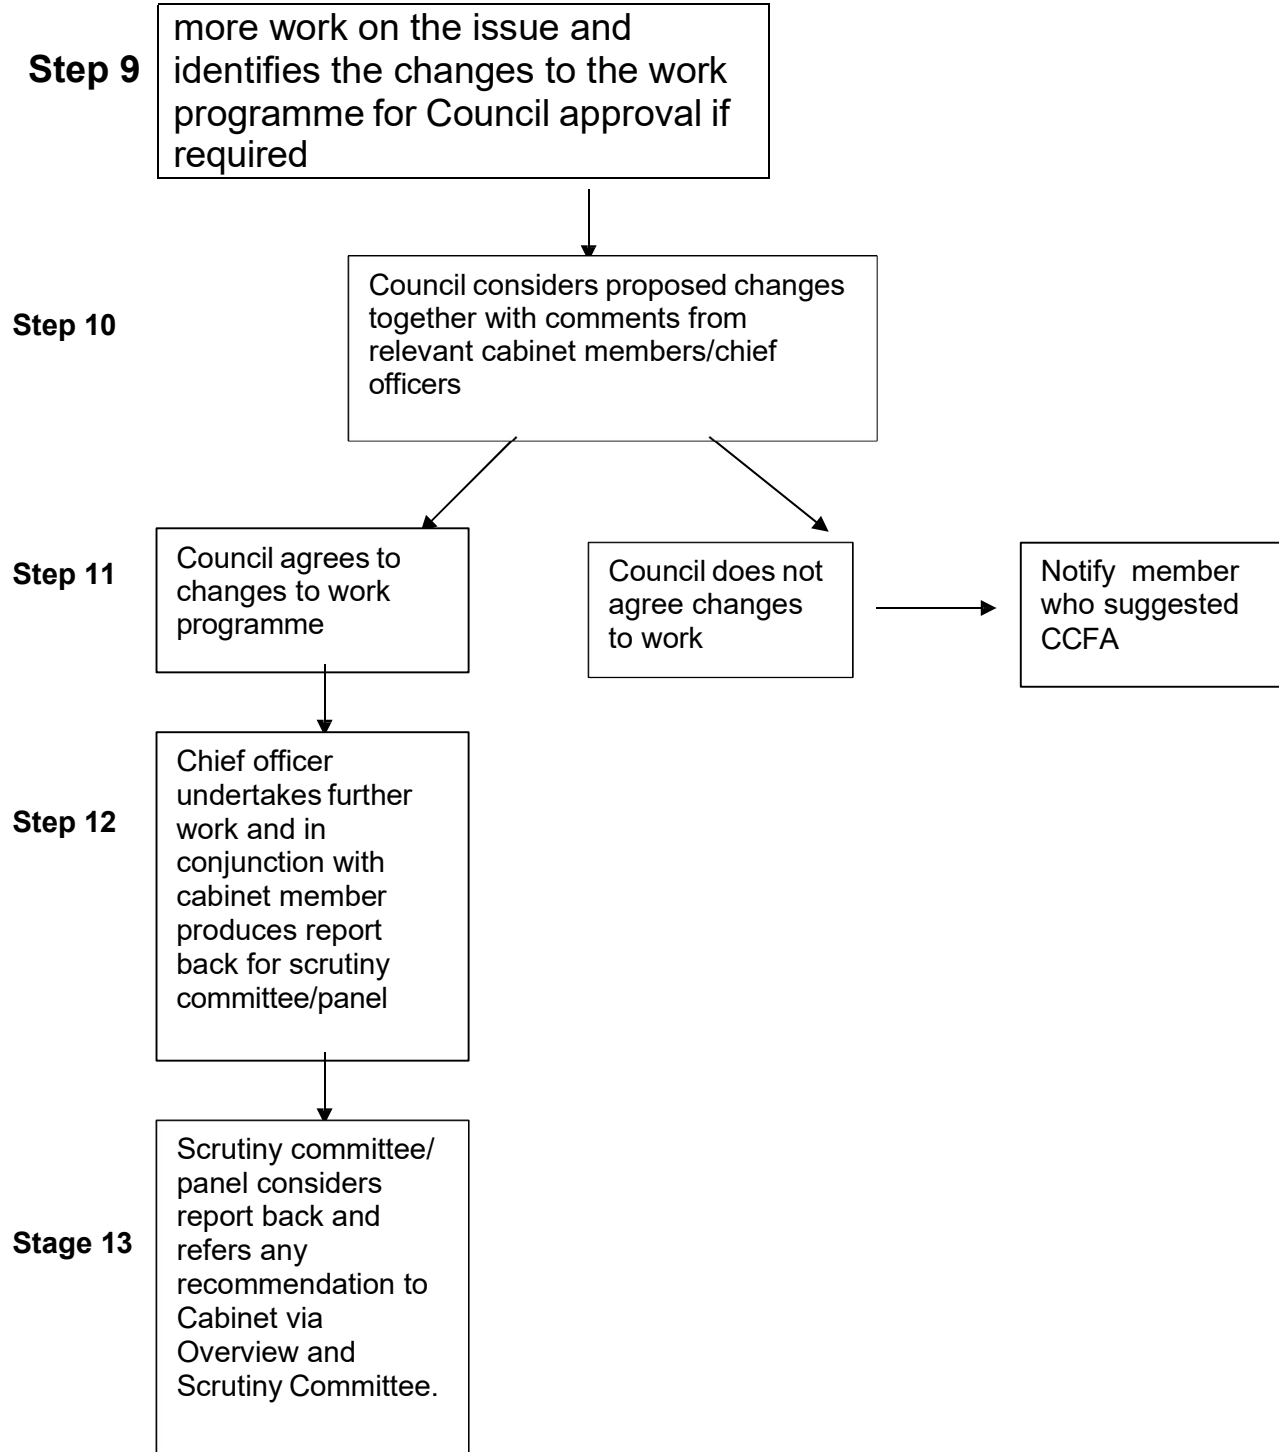 more work on the issue and
Step 9
identifies the changes to the work
programme for Council approval if
required
Step 10
Council considers proposed changes
together with comments from
relevant cabinet members/chief
officers
Step 11
Council agrees to
changes to work
programme
Council does not
agree changes
to work
Notify member
who suggested
CCFA
Step 12
Chief officer
undertakes further
work and in
conjunction with
cabinet member
produces report
back for scrutiny
committee/panel
Stage 13
Scrutiny committee/
panel considers
report back and
refers any
recommendation to
Cabinet via
Overview and
Scrutiny Committee.